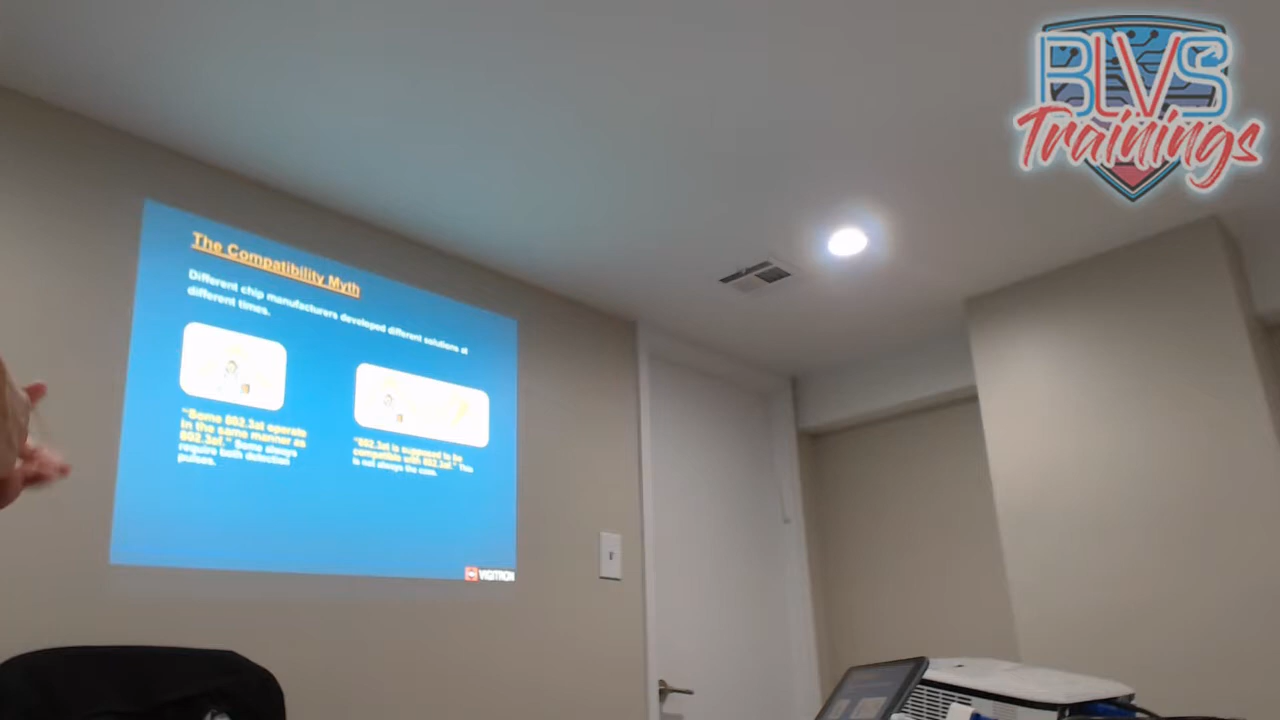 BLVS
Trainings
The Compatibility Myth
Different chip manufacturers developed different solutions at
different times.
"Some 802.3at operate
in the same manner as
802.3af." Some always
require both detection
pulses.
"802.3at is supposed to be
compatible with 802.3af." This
is not always the case.
VIGITRON